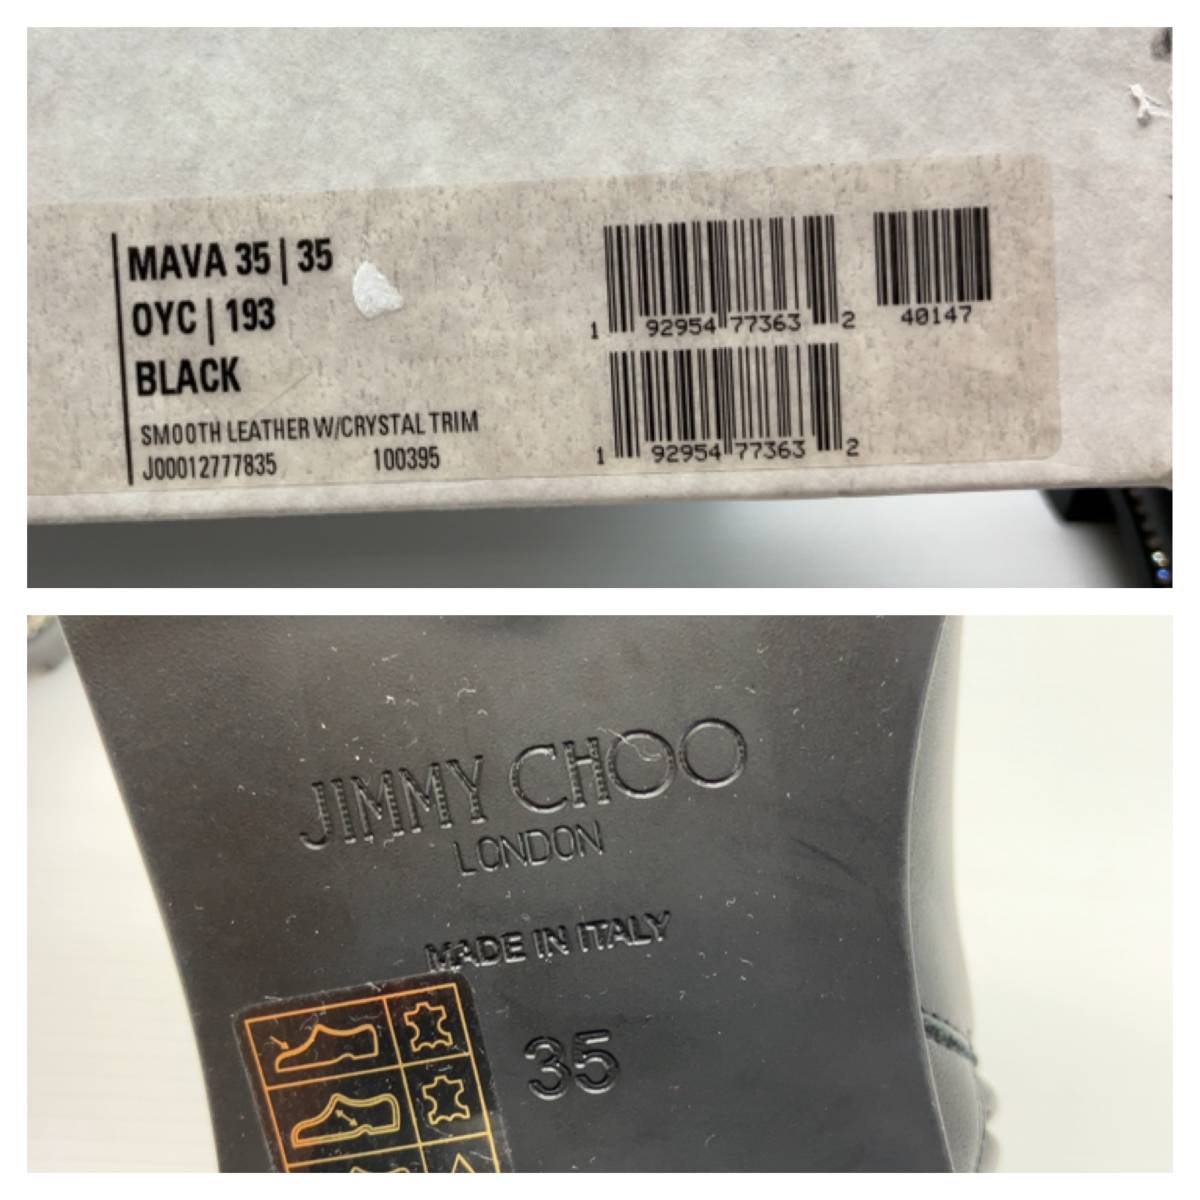 MAVA 35 | 35
OYC | 193
BLACK
SMOOTH LEATHER W/CRYSTAL TRIM
J00012777835 100395
1 92954 77363 2
40147
1 92954 77363 2
JIMMY CHOO
LONDON
MADE IN ITALY
35